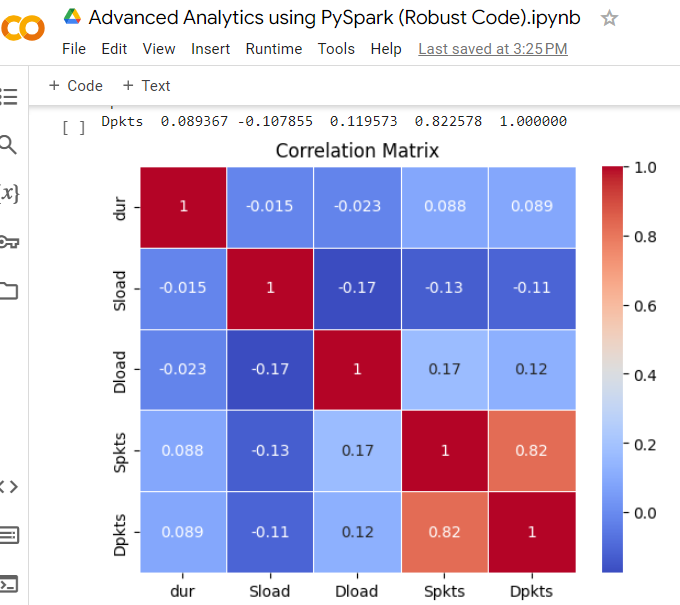 CO
Advanced Analytics using PySpark (Robust Code).ipynb
File Edit View Insert Runtime Tools Help Last saved at 3:25 PM
+ Code + Text
[ ] Dpkts 0.089367 -0.107855 0.119573 0.822578 1.000000
Correlation Matrix
{x}
dur 1 -0.015 -0.023 0.088 0.089
Sload -0.015 1 -0.17 -0.13 -0.11
Dload -0.023 -0.17 1 0.17 0.12
Spkts 0.088 -0.13 0.17 1 0.82
Dpkts 0.089 -0.11 0.12 0.82 1
dur Sload Dload Spkts Dpkts
1.0
0.8
0.6
0.4
0.2
0.0